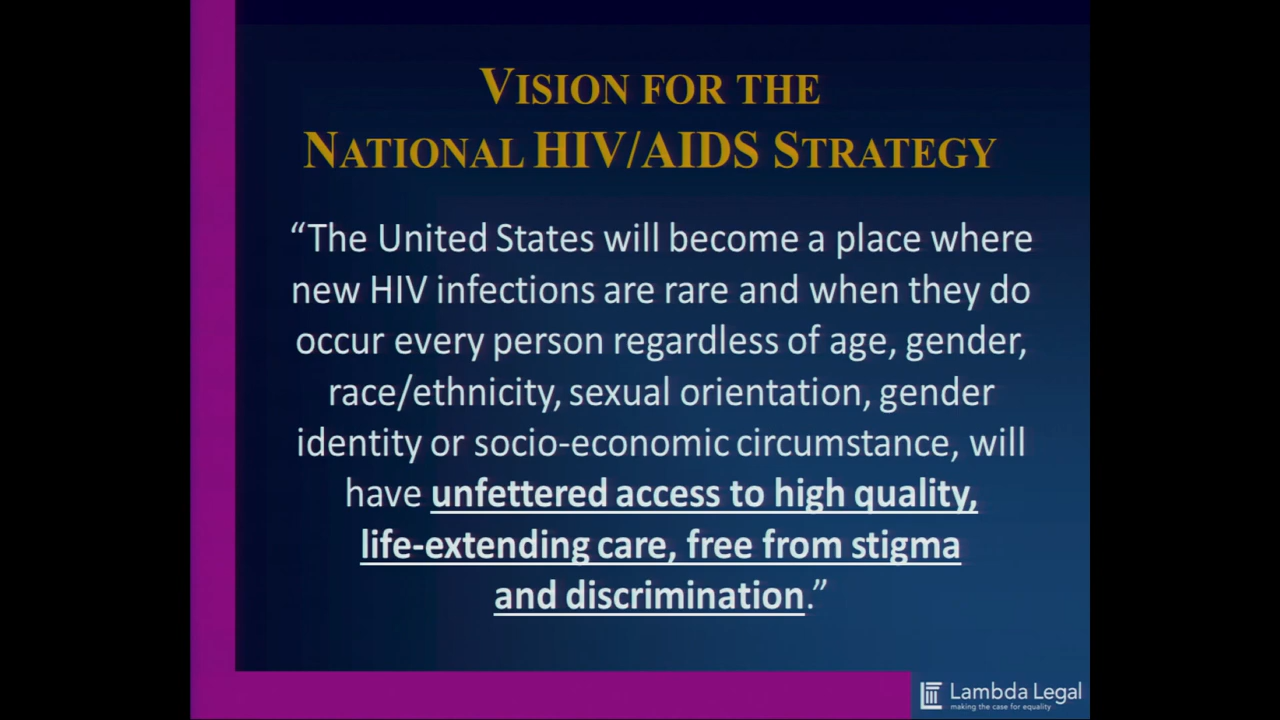 VISION FOR THE
NATIONAL HIV/AIDS STRATEGY
“The United States will become a place where
new HIV infections are rare and when they do
occur every person regardless of age, gender,
race/ethnicity, sexual orientation, gender
identity or socio-economic circumstance, will
have unfettered access to high quality,
life-extending care, free from stigma
and discrimination.”
Lambda Legal
making the case for equality